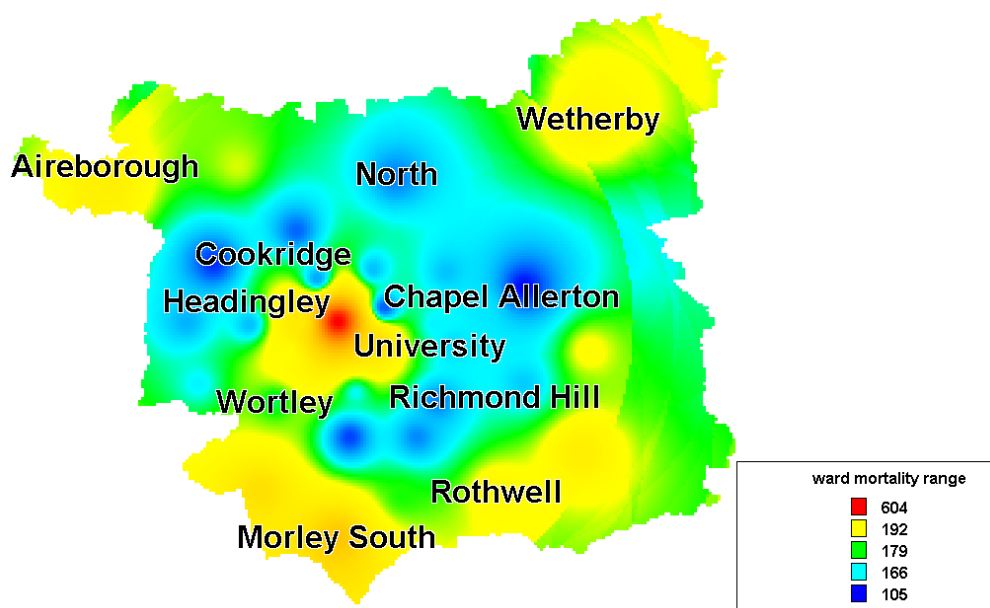 Wetherby
Aireborough
North
Cookridge
Headingley
Chapel Allerton
University
Wortley
Richmond Hill
Rothwell
Morley South
ward mortality range
604
192
179
166
105